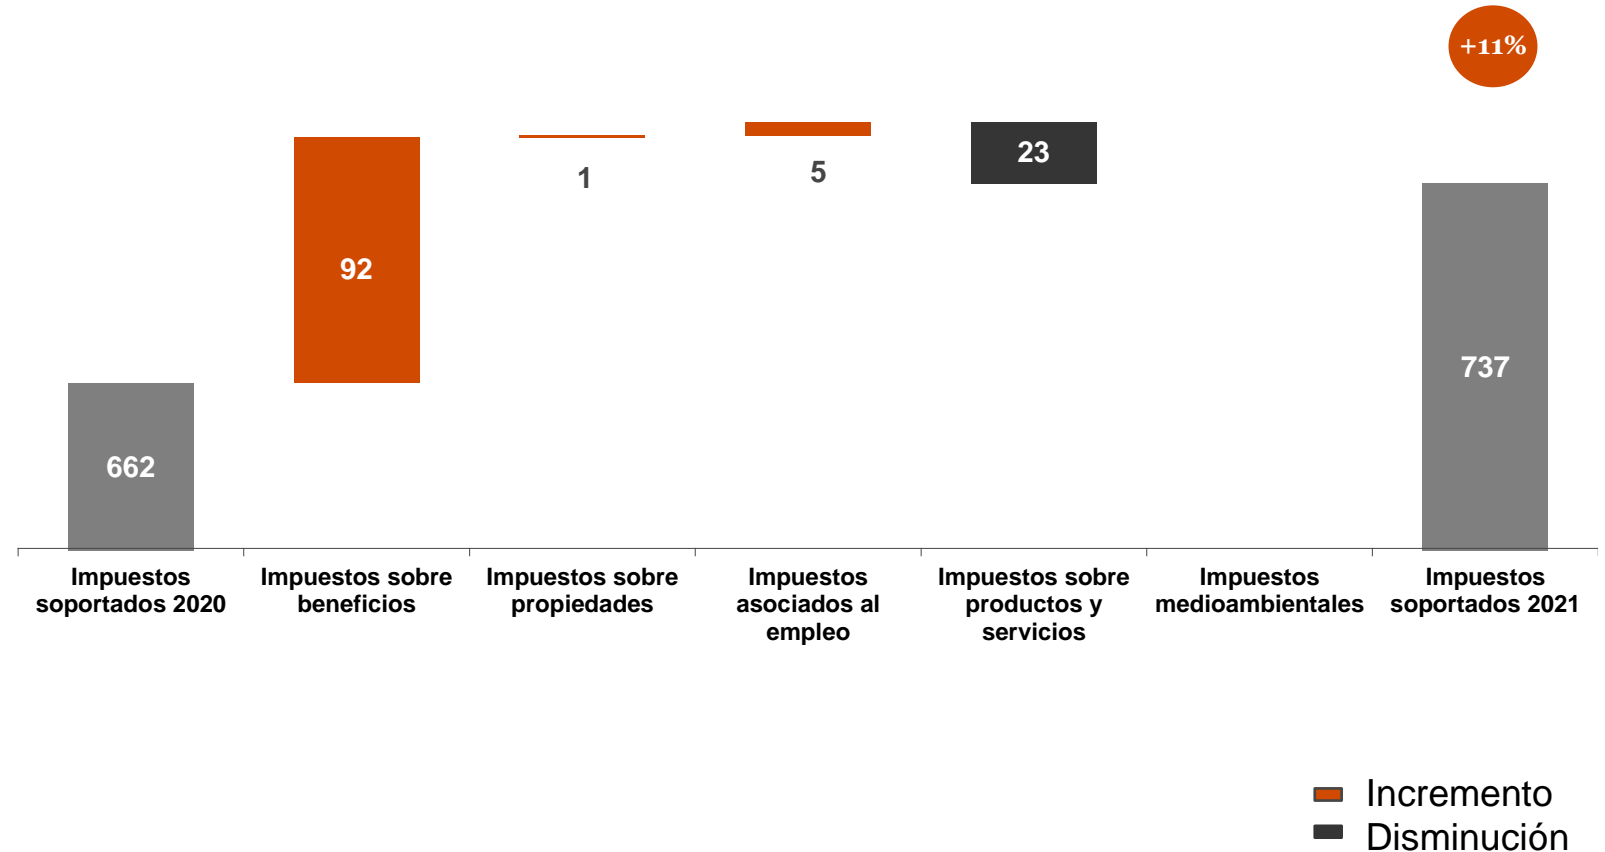 +11%
23
1
5
92
737
662
Impuestos
soportados 2020
Impuestos sobre
beneficios
Impuestos sobre
propiedades
Impuestos
asociados al
empleo
Impuestos sobre
productos y
servicios
Impuestos
medioambientales
Impuestos
soportados 2021
Incremento
Disminución